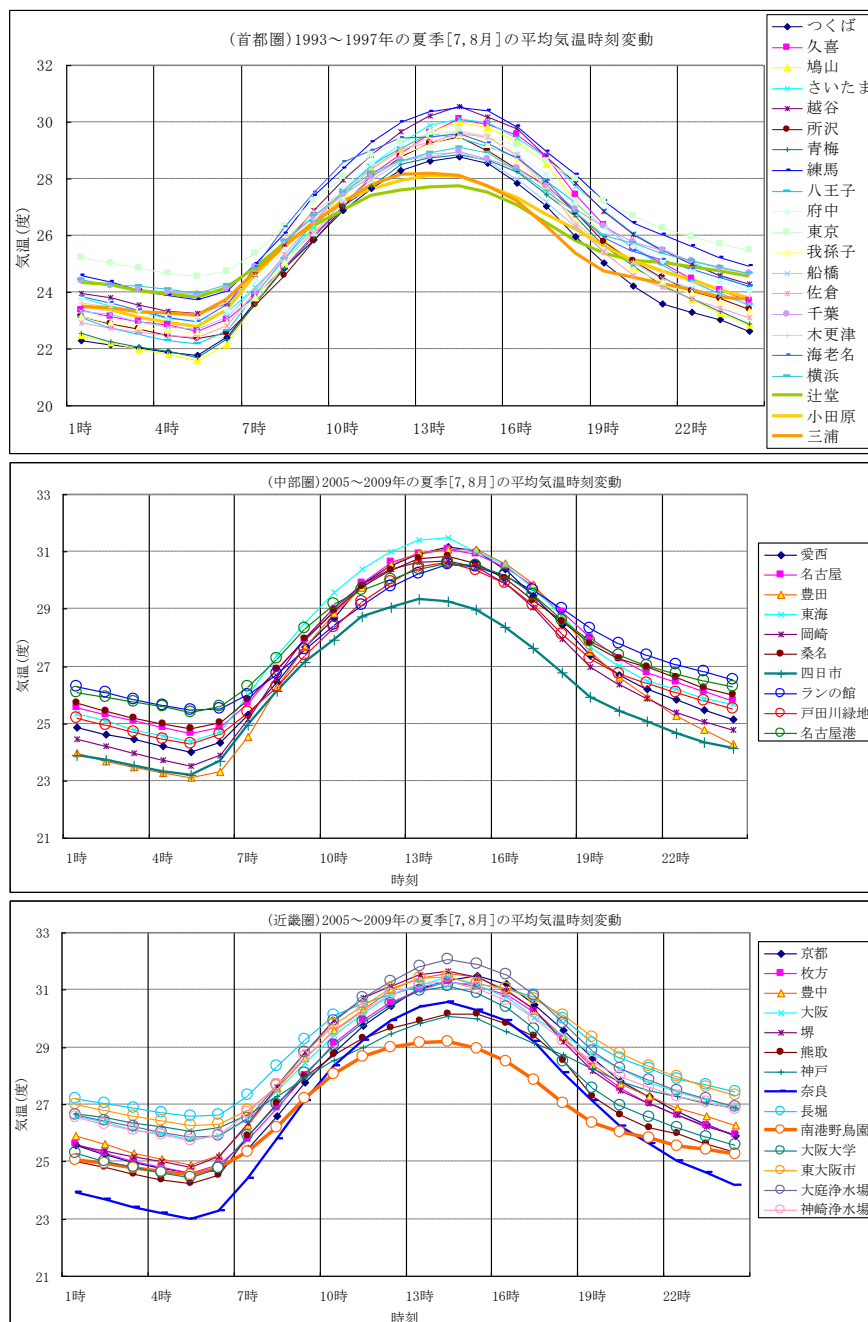 (首都圏)1993～1997年の夏季[7,8月]の平均気温時刻変動
気温(度)
32
30
28
26
24
22
20
1時 4時 7時 10時 13時 16時 19時 22時
つくば
久喜
鳩山
さいたま
越谷
所沢
青梅
練馬
八王子
府中
東京
我孫子
船橋
佐倉
千葉
木更津
海老名
横浜
辻堂
小田原
三浦
(中部圏)2005～2009年の夏季[7,8月]の平均気温時刻変動
気温(度)
33
31
29
27
25
23
21
1時 4時 7時 10時 13時 16時 19時 22時
時刻
愛西
名古屋
豊田
東海
岡崎
桑名
四日市
ランの館
戸田川緑地
名古屋港
(近畿圏)2005～2009年の夏季[7,8月]の平均気温時刻変動
気温(度)
33
31
29
27
25
23
21
1時 4時 7時 10時 13時 16時 19時 22時
時刻
京都
枚方
豊中
大阪
堺
熊取
神戸
奈良
長堀
南港野鳥園
大阪大学
東大阪市
大庭浄水場
神崎浄水場